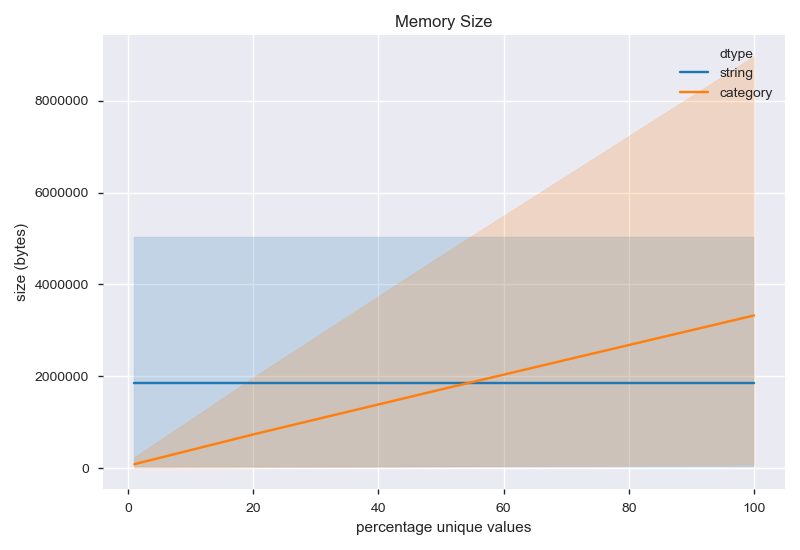 Memory Size
dtype
string
category
8000000
6000000
4000000
2000000
0
size (bytes)
0 20 40 60 80 100
percentage unique values